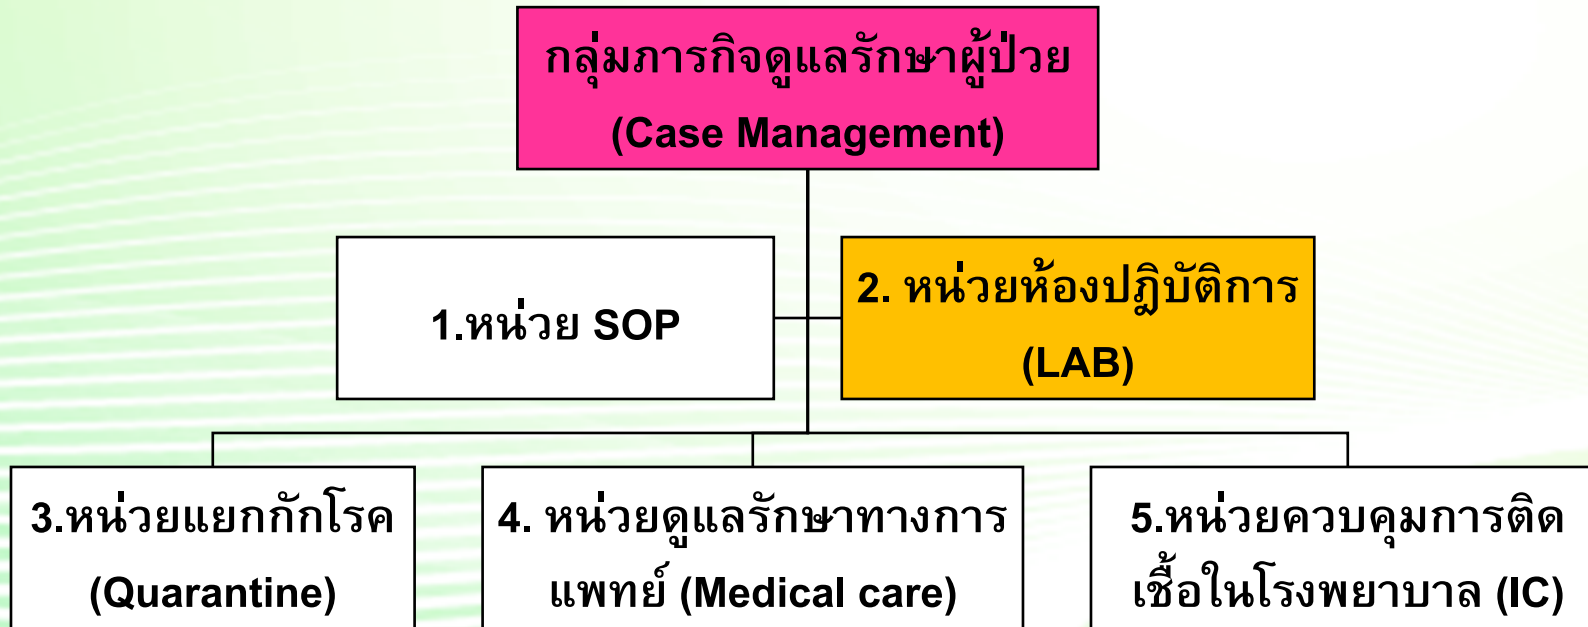 กลุ่มภารกิจดูแลรักษาผู้ป่วย
(Case Management)
1.หน่วย SOP
2. หน่วยห้องปฎิบัติการ
(LAB)
3.หน่วยแยกกักโรค
(Quarantine)
4. หน่วยดูแลรักษาทางการ
แพทย์ (Medical care)
5.หน่วยควบคุมการติด
เชื้อในโรงพยาบาล (IC)